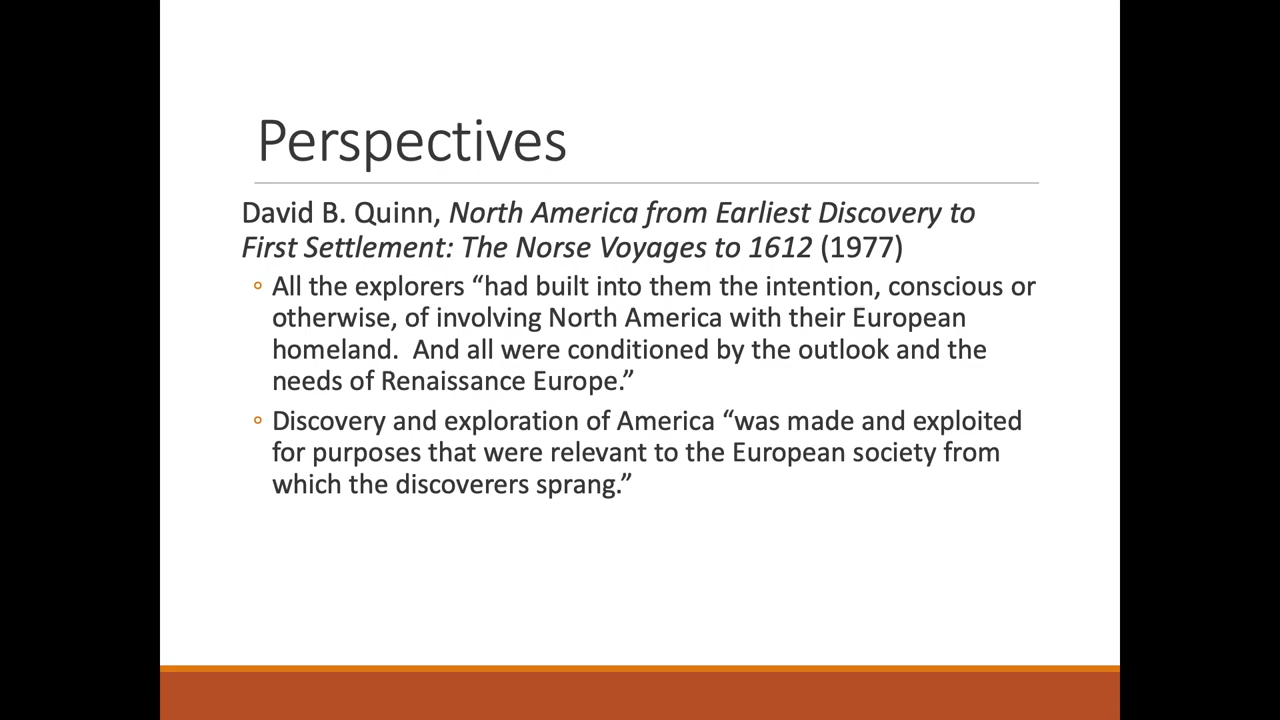 Perspectives
David B. Quinn, North America from Earliest Discovery to
First Settlement: The Norse Voyages to 1612 (1977)
◦ All the explorers “had built into them the intention, conscious or
otherwise, of involving North America with their European
homeland.  And all were conditioned by the outlook and the
needs of Renaissance Europe.”
◦ Discovery and exploration of America “was made and exploited
for purposes that were relevant to the European society from
which the discoverers sprang.”